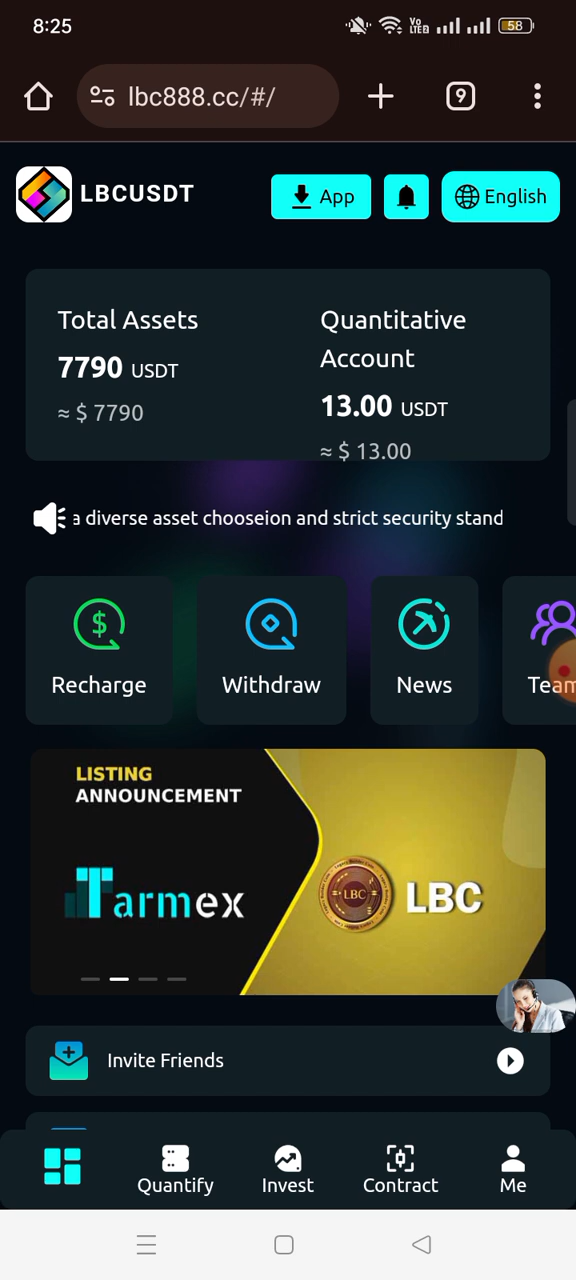 8:25
Vo
LTE2
58
lbc888.cc/#/
9
LBCUSDT
App
English
Total Assets
7790 USDT
≈ $ 7790
Quantitative
Account
13.00 USDT
≈ $ 13.00
a diverse asset chooseion and strict security stand
Recharge
Withdraw
News
Team
LISTING
ANNOUNCEMENT
Tarmex
LBC
LBC
Invite Friends
Quantify
Invest
Contract
Me